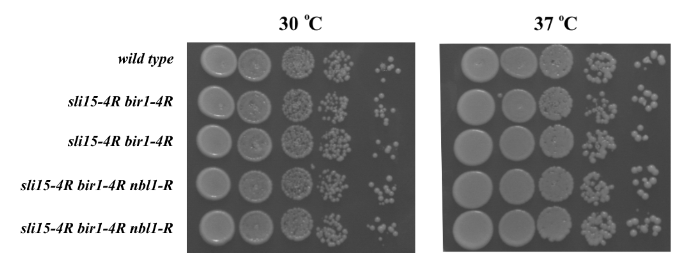 30 °C 37 °C
wild type
sli15-4R bir1-4R
sli15-4R bir1-4R
sli15-4R bir1-4R nbl1-R
sli15-4R bir1-4R nbl1-R